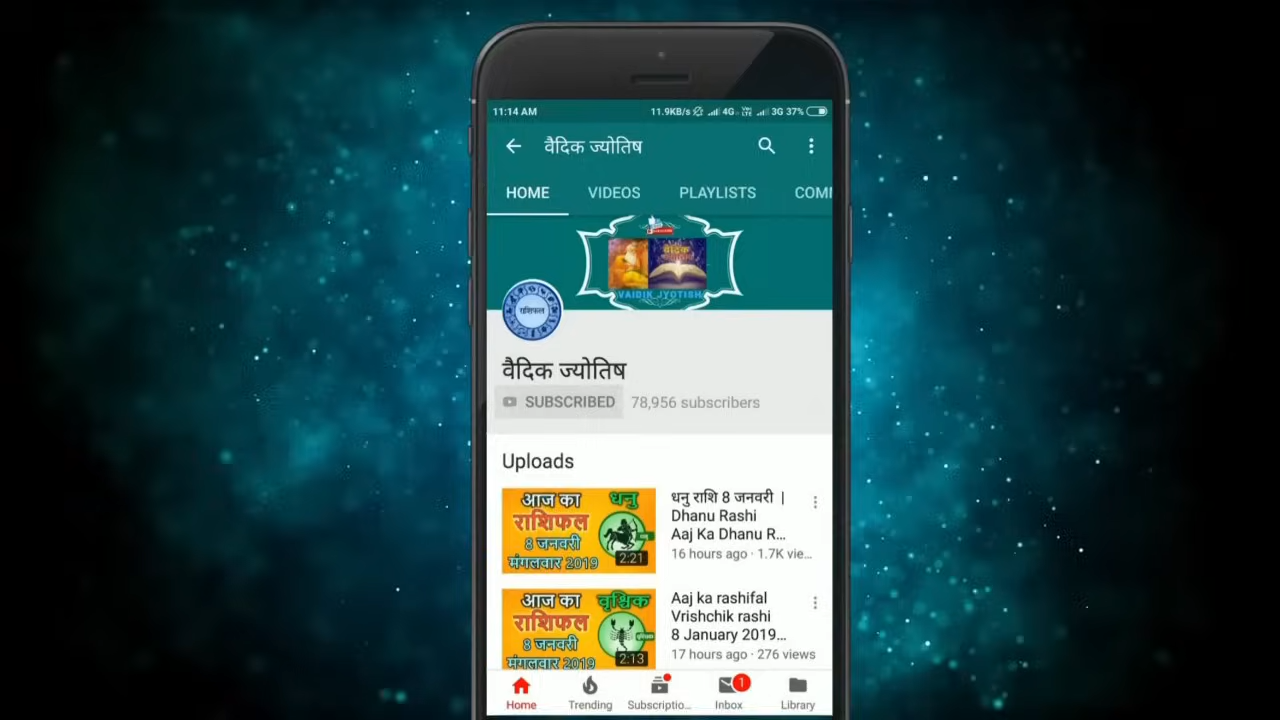 11:14 AM
11.9KB/s 4G VoLTE 3G 37%
वैदिक ज्योतिष
HOME VIDEOS PLAYLISTS COMM
वैदिक
VAIDIK JYOTISH
राशिफल
वैदिक ज्योतिष
SUBSCRIBED 78,956 subscribers
Uploads
आज का धनु
राशिफल
8 जनवरी
मंगलवार 2019
2:21
धनु राशि 8 जनवरी |
Dhanu Rashi
Aaj Ka Dhanu R...
16 hours ago · 1.7K vie...
आज का वृश्चिक
राशिफल
8 जनवरी
मंगलवार 2019
2:13
Aaj ka rashifal
Vrishchik rashi
8 January 2019...
17 hours ago · 276 views
1
Home Trending Subscriptio... Inbox Library